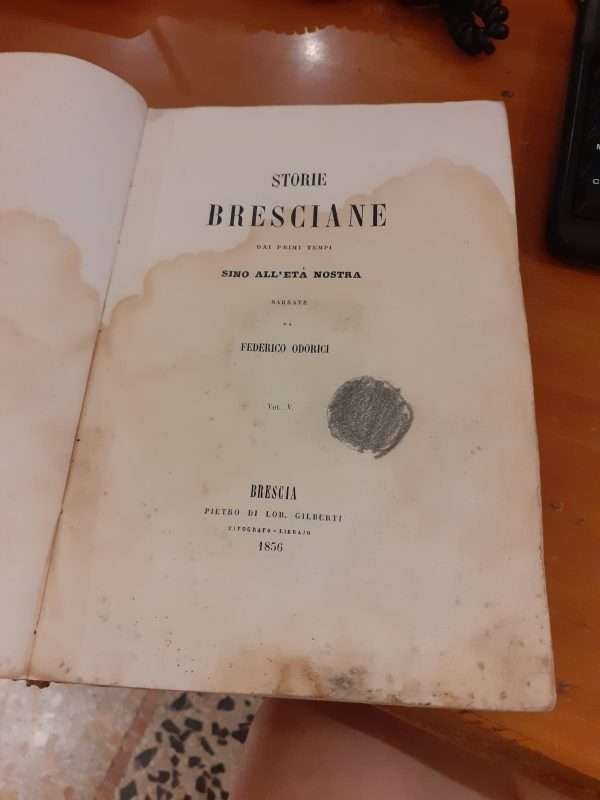 STORIE
BRESCIANE
DAI PRIMI TEMPI
SINO ALL'ETÀ NOSTRA
NARRATE
DA
FEDERICO ODORICI
Vol. V.
BRESCIA
PIETRO DI LOR. GILBERTI
TIPOGRAFO-LIBRAJO
1856